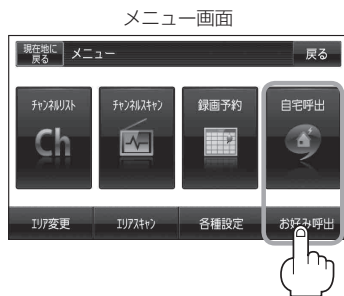 メニュー画面
現在地に
戻る
メニュー
戻る
チャンネルリスト
チャンネルスキャン
録画予約
自宅呼出
Ch
エリア変更
エリアスキャン
各種設定
お好み呼出